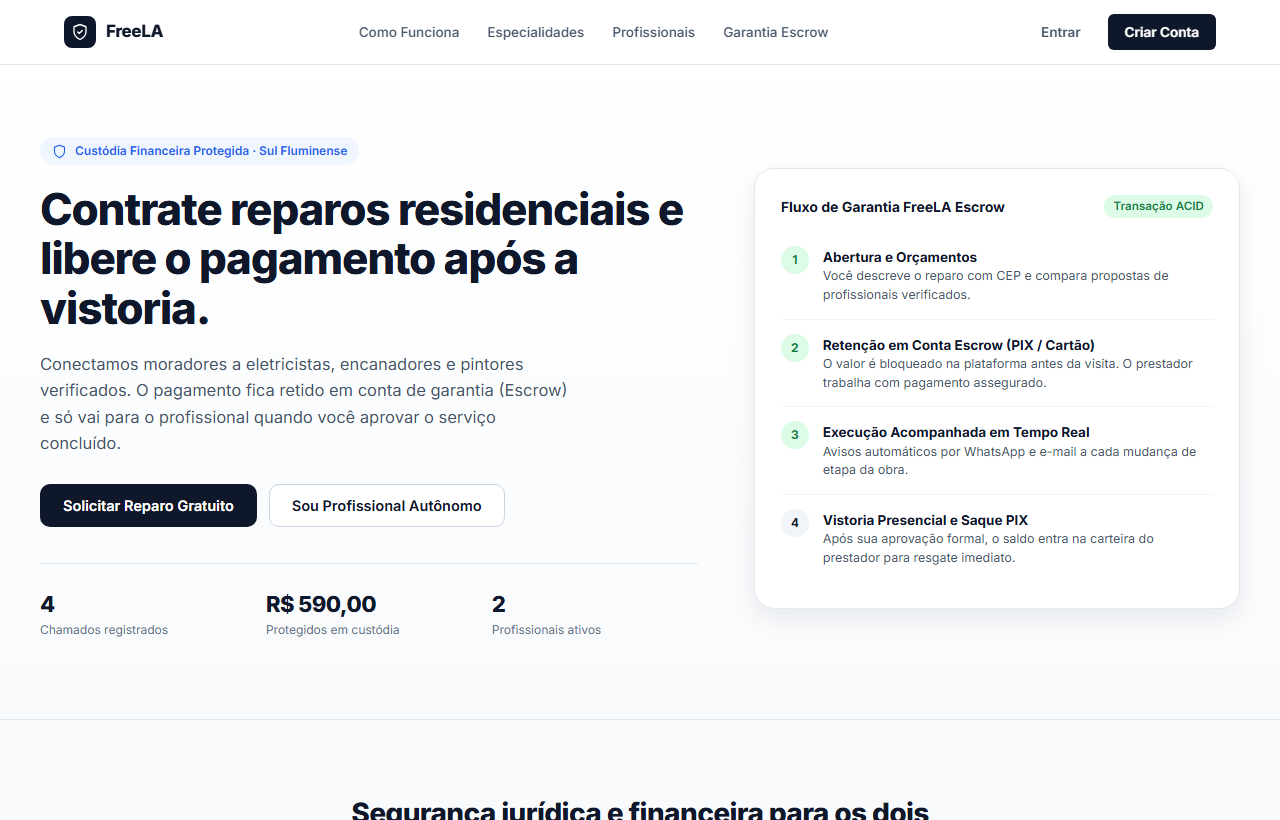 FreeLA
Como Funciona
Especialidades
Profissionais
Garantia Escrow
Entrar
Criar Conta
Custódia Financeira Protegida · Sul Fluminense
Contrate reparos residenciais e
libere o pagamento após a
vistoria.
Conectamos moradores a eletricistas, encanadores e pintores
verificados. O pagamento fica retido em conta de garantia (Escrow)
e só vai para o profissional quando você aprovar o serviço
concluído.
Solicitar Reparo Gratuito
Sou Profissional Autônomo
4
Chamados registrados
R$ 590,00
Protegidos em custódia
2
Profissionais ativos
Fluxo de Garantia FreeLA Escrow
Transação ACID
1
Abertura e Orçamentos
Você descreve o reparo com CEP e compara propostas de
profissionais verificados.
2
Retenção em Conta Escrow (PIX / Cartão)
O valor é bloqueado na plataforma antes da visita. O prestador
trabalha com pagamento assegurado.
3
Execução Acompanhada em Tempo Real
Avisos automáticos por WhatsApp e e-mail a cada mudança de
etapa da obra.
4
Vistoria Presencial e Saque PIX
Após sua aprovação formal, o saldo entra na carteira do
prestador para resgate imediato.
Segurança jurídica e financeira para os dois